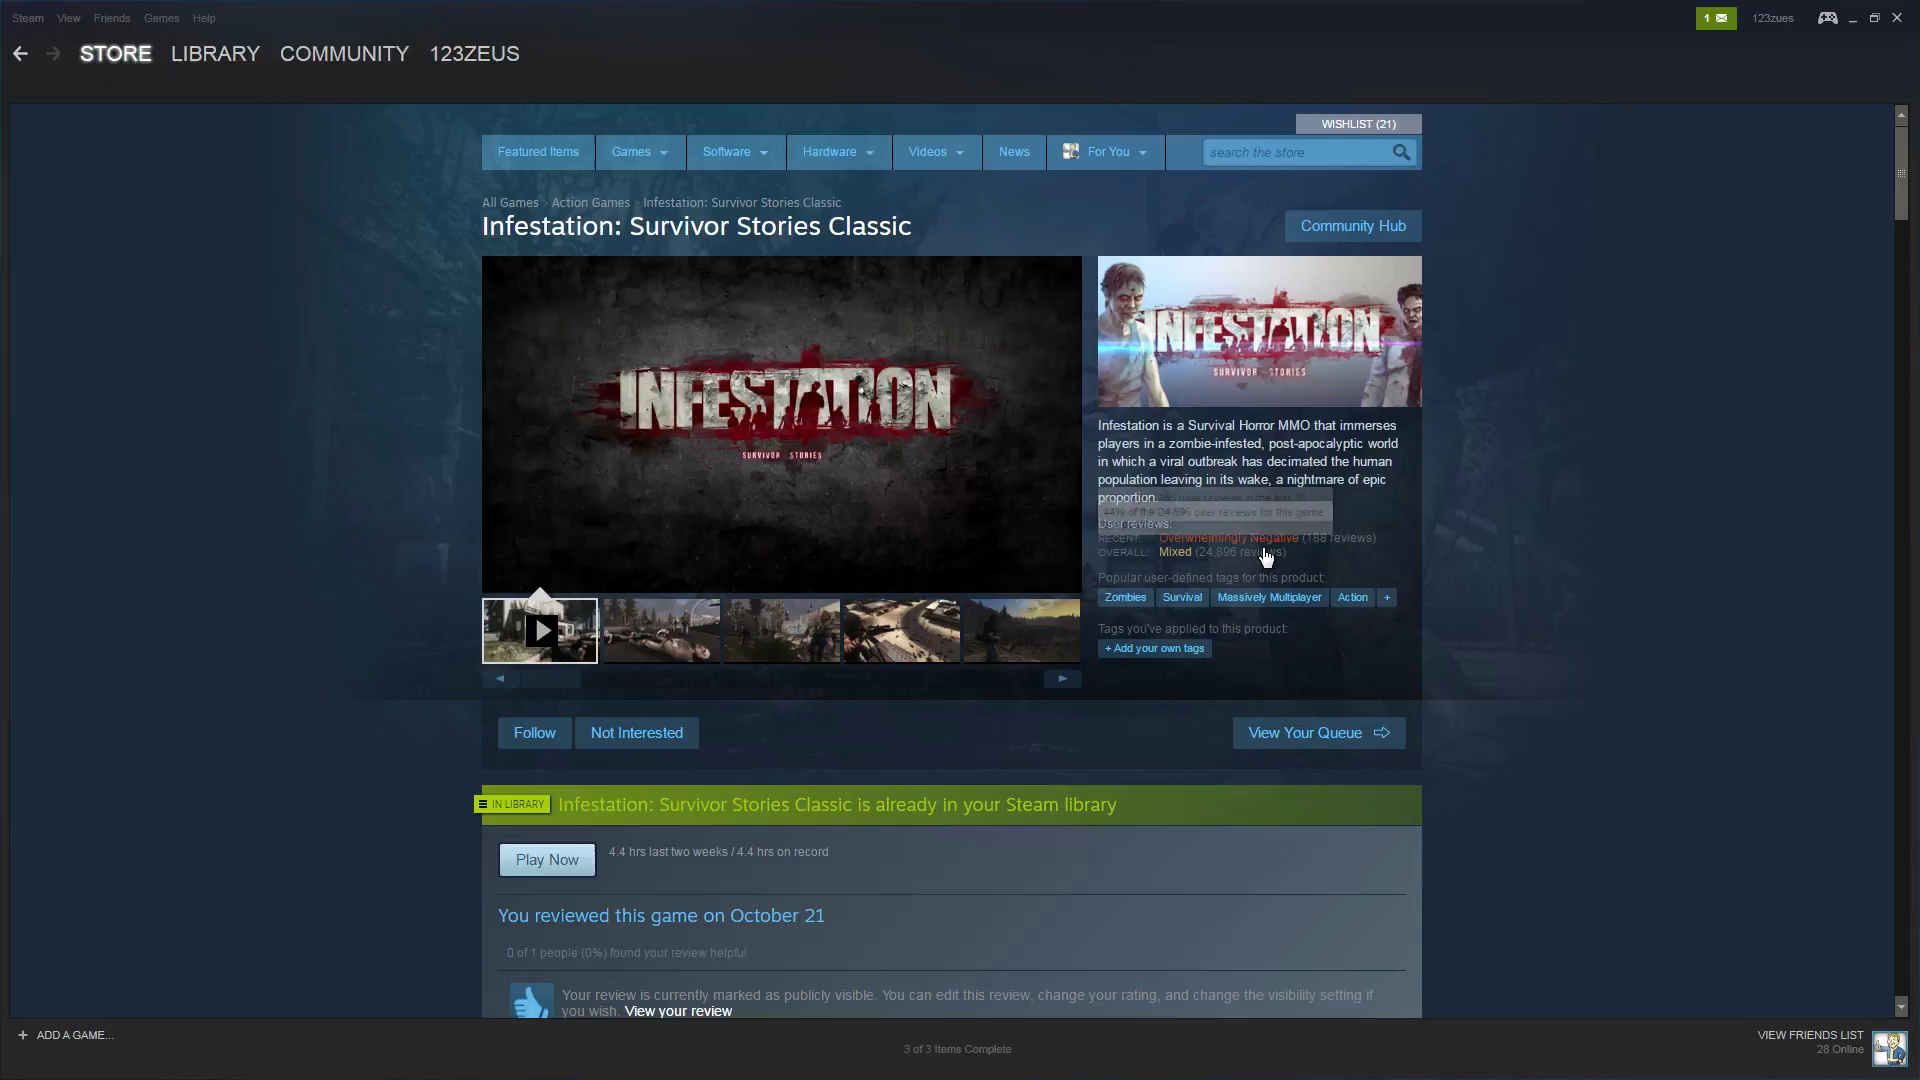 Steam View Friends Games Help
1
123zues
STORE LIBRARY COMMUNITY 123ZEUS
WISHLIST (21)
Featured Items Games Software Hardware Videos News For You
search the store
All Games Action Games Infestation: Survivor Stories Classic
Infestation: Survivor Stories Classic
Community Hub
INFESTATION
SURVIVOR STORIES
INFESTATION
SURVIVOR STORIES
Infestation is a Survival Horror MMO that immerses
players in a zombie-infested, post-apocalyptic world
in which a viral outbreak has decimated the human
population leaving in its wake, a nightmare of epic
proportion.
44% of the 24,896 user reviews for this game
User reviews:
RECENT: Overwhelmingly Negative (188 reviews)
OVERALL: Mixed (24,896 reviews)
Popular user-defined tags for this product:
Zombies Survival Massively Multiplayer Action +
Tags you've applied to this product:
+ Add your own tags
Follow Not Interested
View Your Queue
IN LIBRARY
Infestation: Survivor Stories Classic is already in your Steam library
Play Now
4.4 hrs last two weeks / 4.4 hrs on record
You reviewed this game on October 21
0 of 1 people (0%) found your review helpful
Your review is currently marked as publicly visible. You can edit this review, change your rating, and change the visibility setting if
you wish. View your review
+ ADD A GAME...
3 of 3 Items Complete
VIEW FRIENDS LIST
28 Online